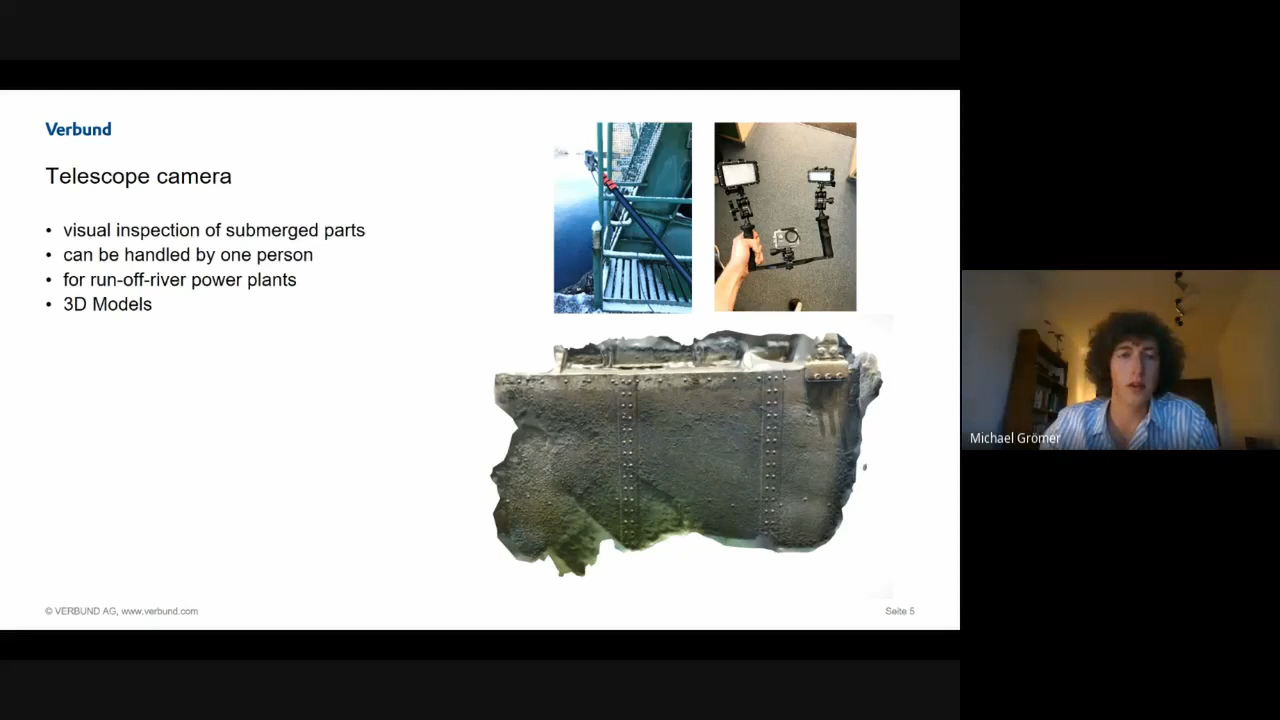 Verbund
Telescope camera
• visual inspection of submerged parts
• can be handled by one person
• for run-off-river power plants
• 3D Models
© VERBUND AG, www.verbund.com
Seite 5
Michael Grömer